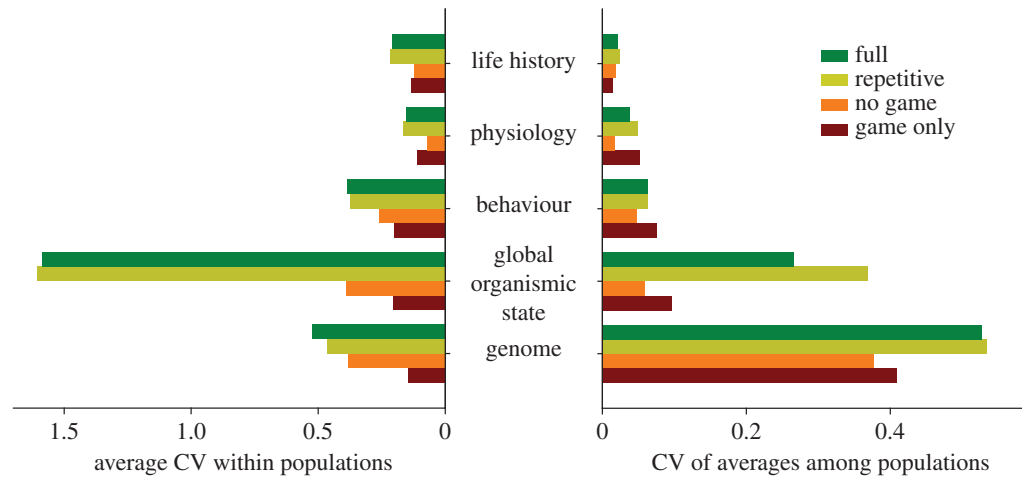 life history
physiology
behaviour
global
organismic
state
genome
full
repetitive
no game
game only
1.5 1.0 0.5 0
average CV within populations
0 0.2 0.4
CV of averages among populations